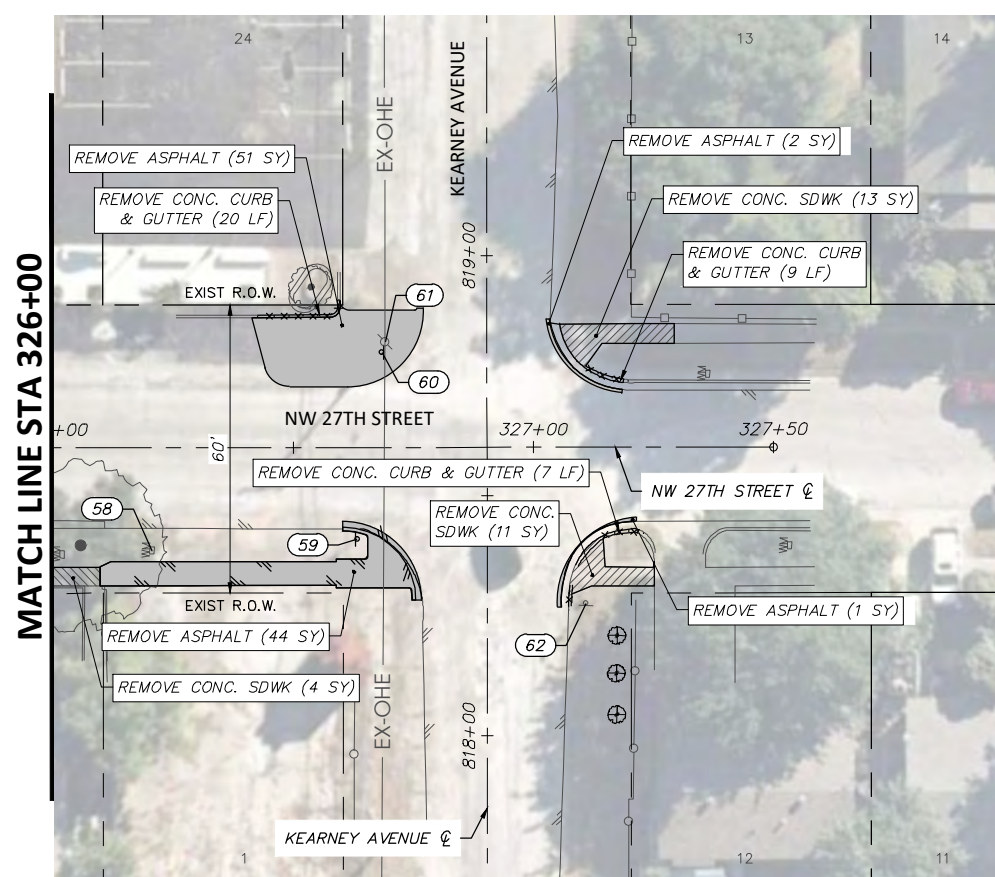 24
13
14
KEARNEY AVENUE
EX-OHE
REMOVE ASPHALT (51 SY)
REMOVE ASPHALT (2 SY)
REMOVE CONC. CURB
& GUTTER (20 LF)
REMOVE CONC. SDWK (13 SY)
REMOVE CONC. CURB
& GUTTER (9 LF)
819+00
EXIST R.O.W.
61
60
WM
MATCH LINE STA 326+00
NW 27TH STREET
+00
327+00
327+50
60'
REMOVE CONC. CURB & GUTTER (7 LF)
NW 27TH STREET ℄
58
REMOVE CONC.
SDWK (11 SY)
59
WM
WM
WM
EXIST R.O.W.
REMOVE ASPHALT (1 SY)
REMOVE ASPHALT (44 SY)
62
REMOVE CONC. SDWK (4 SY)
EX-OHE
818+00
KEARNEY AVENUE ℄
1
12
11